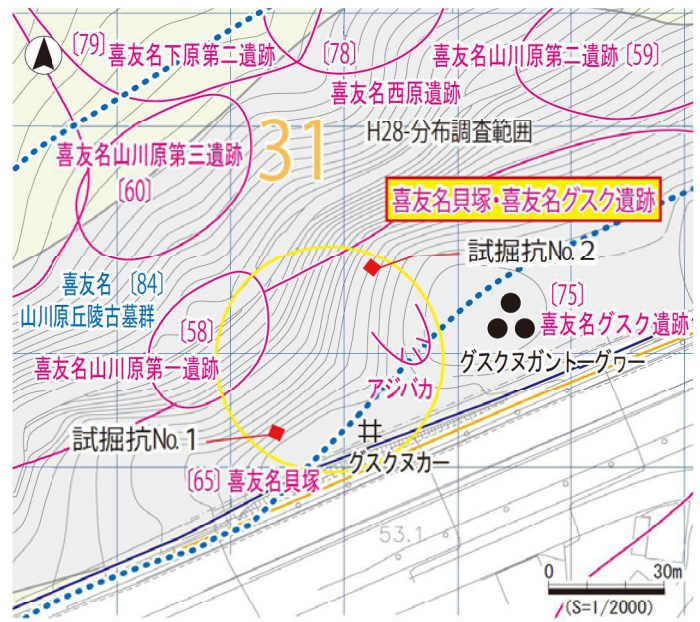 〔79〕喜友名下原第二遺跡
〔78〕
喜友名西原遺跡
喜友名山川原第二遺跡〔59〕
31
H28-分布調査範囲
喜友名山川原第三遺跡
〔60〕
喜友名貝塚・喜友名グスク遺跡
試掘抗No.2
喜友名 〔84〕
山川原丘陵古墓群
〔75〕
喜友名グスク遺跡
〔58〕
喜友名山川原第一遺跡
グスクヌガントーグヮー
アジバカ
試掘抗No.1
グスクヌカー
〔65〕喜友名貝塚
53.1
0 30m
(S=1/2000)